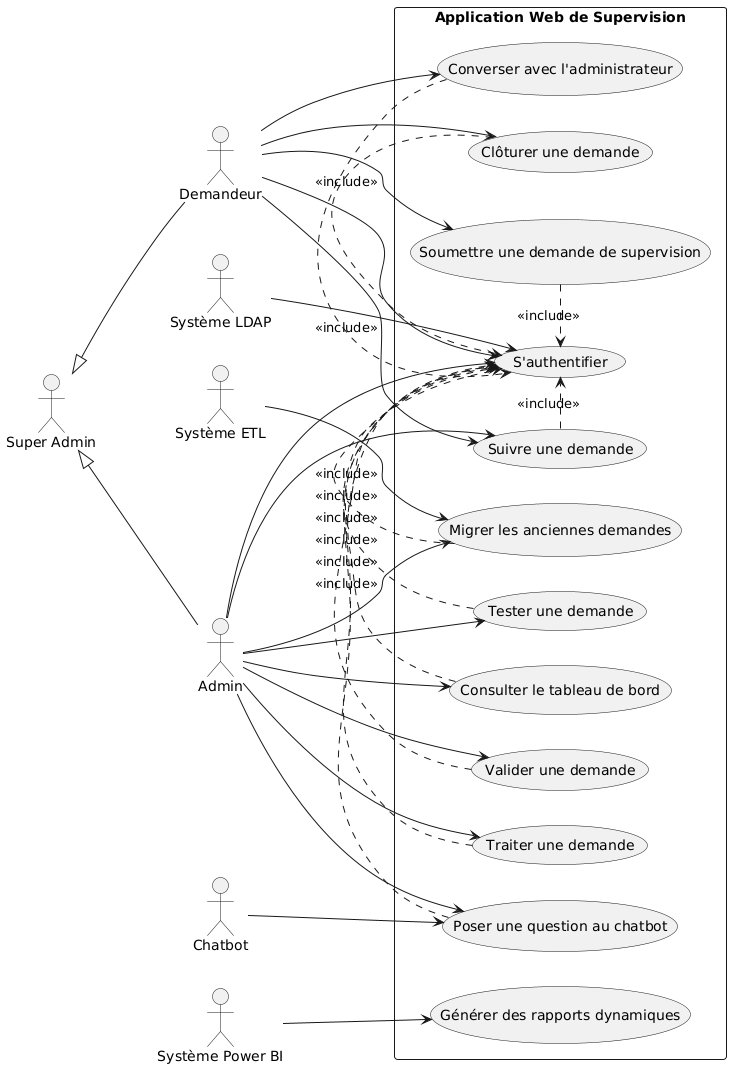 Application Web de Supervision
Converser avec l'administrateur
Clôturer une demande
«include»
Demandeur
Soumettre une demande de supervision
Système LDAP
«include»
«include»
S'authentifier
Système ETL
Super Admin
«include»
Suivre une demande
«include»
«include»
«include»
«include»
«include»
«include»
Migrer les anciennes demandes
Tester une demande
Admin
Consulter le tableau de bord
Valider une demande
Traiter une demande
Chatbot
Poser une question au chatbot
Système Power BI
Générer des rapports dynamiques